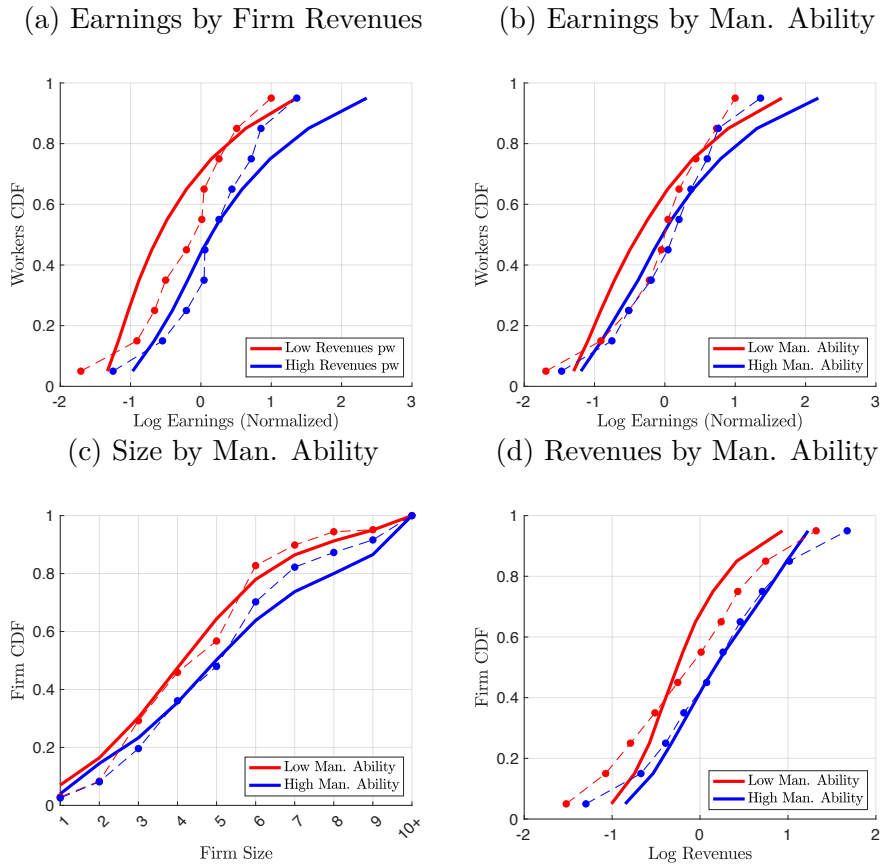 (a) Earnings by Firm Revenues
Workers CDF
1
0.8
0.6
0.4
0.2
0
-2
-1
0
1
2
3
Low Revenues pw
High Revenues pw
Log Earnings (Normalized)
(b) Earnings by Man. Ability
Workers CDF
1
0.8
0.6
0.4
0.2
0
-2
-1
0
1
2
3
Low Man. Ability
High Man. Ability
Log Earnings (Normalized)
(c) Size by Man. Ability
Firm CDF
1
0.8
0.6
0.4
0.2
0
1
2
3
4
5
6
7
8
9
10+
Low Man. Ability
High Man. Ability
Firm Size
(d) Revenues by Man. Ability
Firm CDF
1
0.8
0.6
0.4
0.2
0
-2
-1
0
1
2
Low Man. Ability
High Man. Ability
Log Revenues